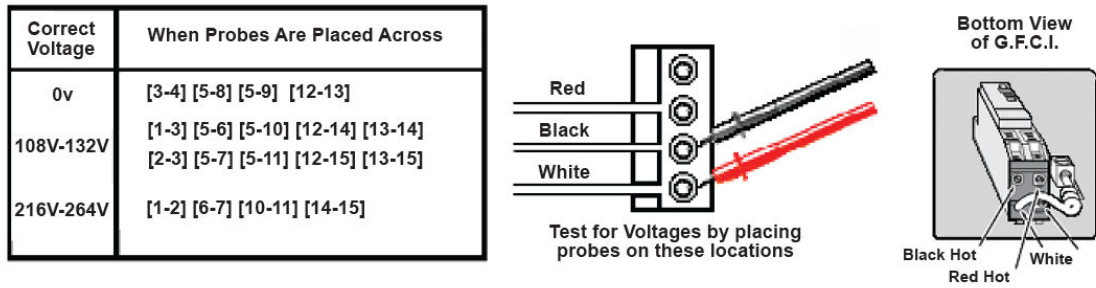 Correct
Voltage
When Probes Are Placed Across
0v
[3-4] [5-8] [5-9] [12-13]
108V-132V
[1-3] [5-6] [5-10] [12-14] [13-14]
[2-3] [5-7] [5-11] [12-15] [13-15]
216V-264V
[1-2] [6-7] [10-11] [14-15]
Red
Black
White
Test for Voltages by placing
probes on these locations
Bottom View
of G.F.C.I.
Black Hot
White
Red Hot